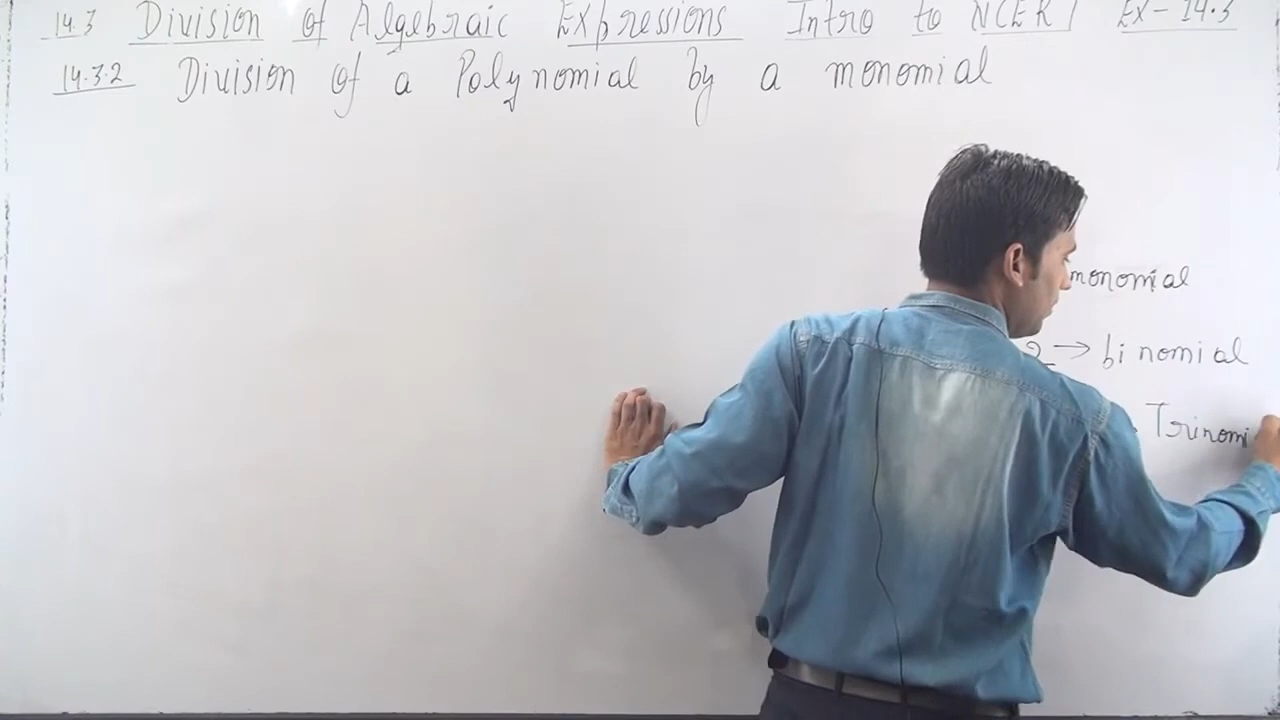 14.3 Division of Algebraic Expressions Intro to NCERT Ex-14.3
14.3.2 Division of a Polynomial by a monomial
monomial
2 → binomial
Trinomi